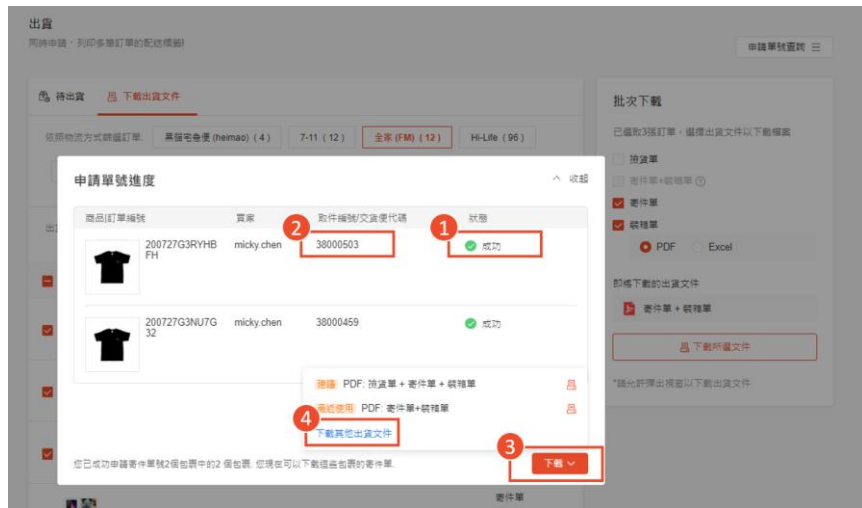 出貨
同時申請、列印多筆訂單的配送標籤!
申請單號查詢
待出貨 下載出貨文件
依照物流方式篩選訂單 黑貓宅急便 (heimao) ( 4 ) 7-11 ( 12 ) 全家 (FM) ( 12 ) Hi-Life ( 96 )
申請單號進度 收起
商品|訂單編號 買家 取件編號/交貨便代碼 狀態
2 1
200727G3RYHB micky.chen 38000503 成功
FH
200727G3NU7G micky.chen 38000459 成功
32
建議 PDF: 撿貨單 + 寄件單 + 裝箱單
最近使用 PDF: 寄件單+裝箱單
4 下載其他出貨文件
3
您已成功申請寄件單號2個包裹中的2 個包裹. 您現在可以下載這些包裹的寄件單. 下載
寄件單
批次下載
已選取3張訂單，選擇出貨文件以下載檔案
撿貨單
寄件單+裝箱單
寄件單
裝箱單
PDF Excel
即將下載的出貨文件
寄件單 + 裝箱單
下載所選文件
*請允許彈出視窗以下載出貨文件